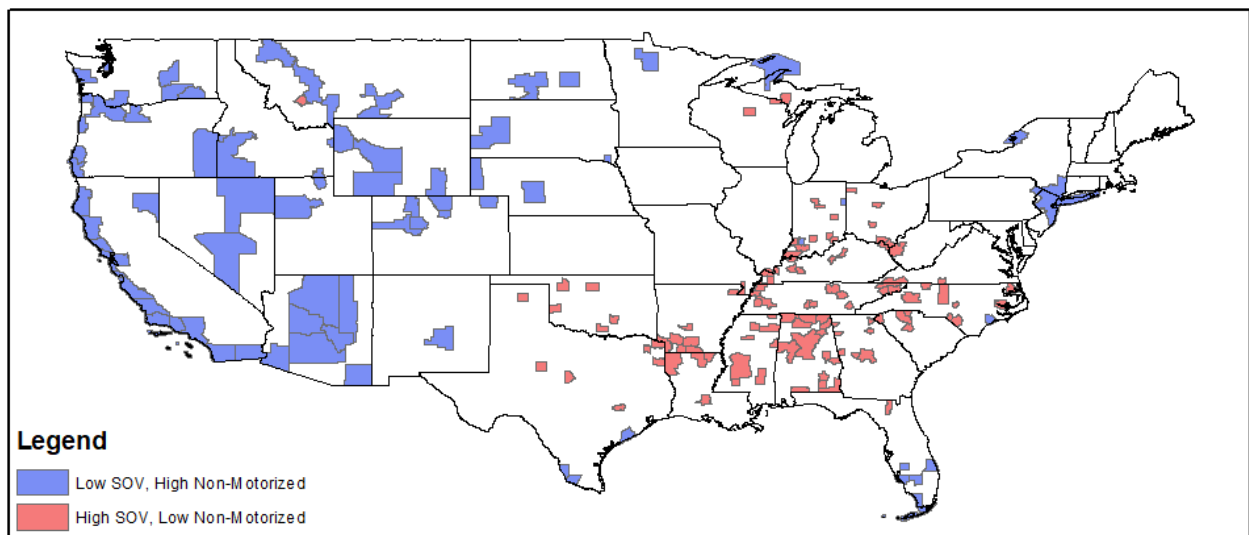 Legend
Low SOV, High Non-Motorized
High SOV, Low Non-Motorized